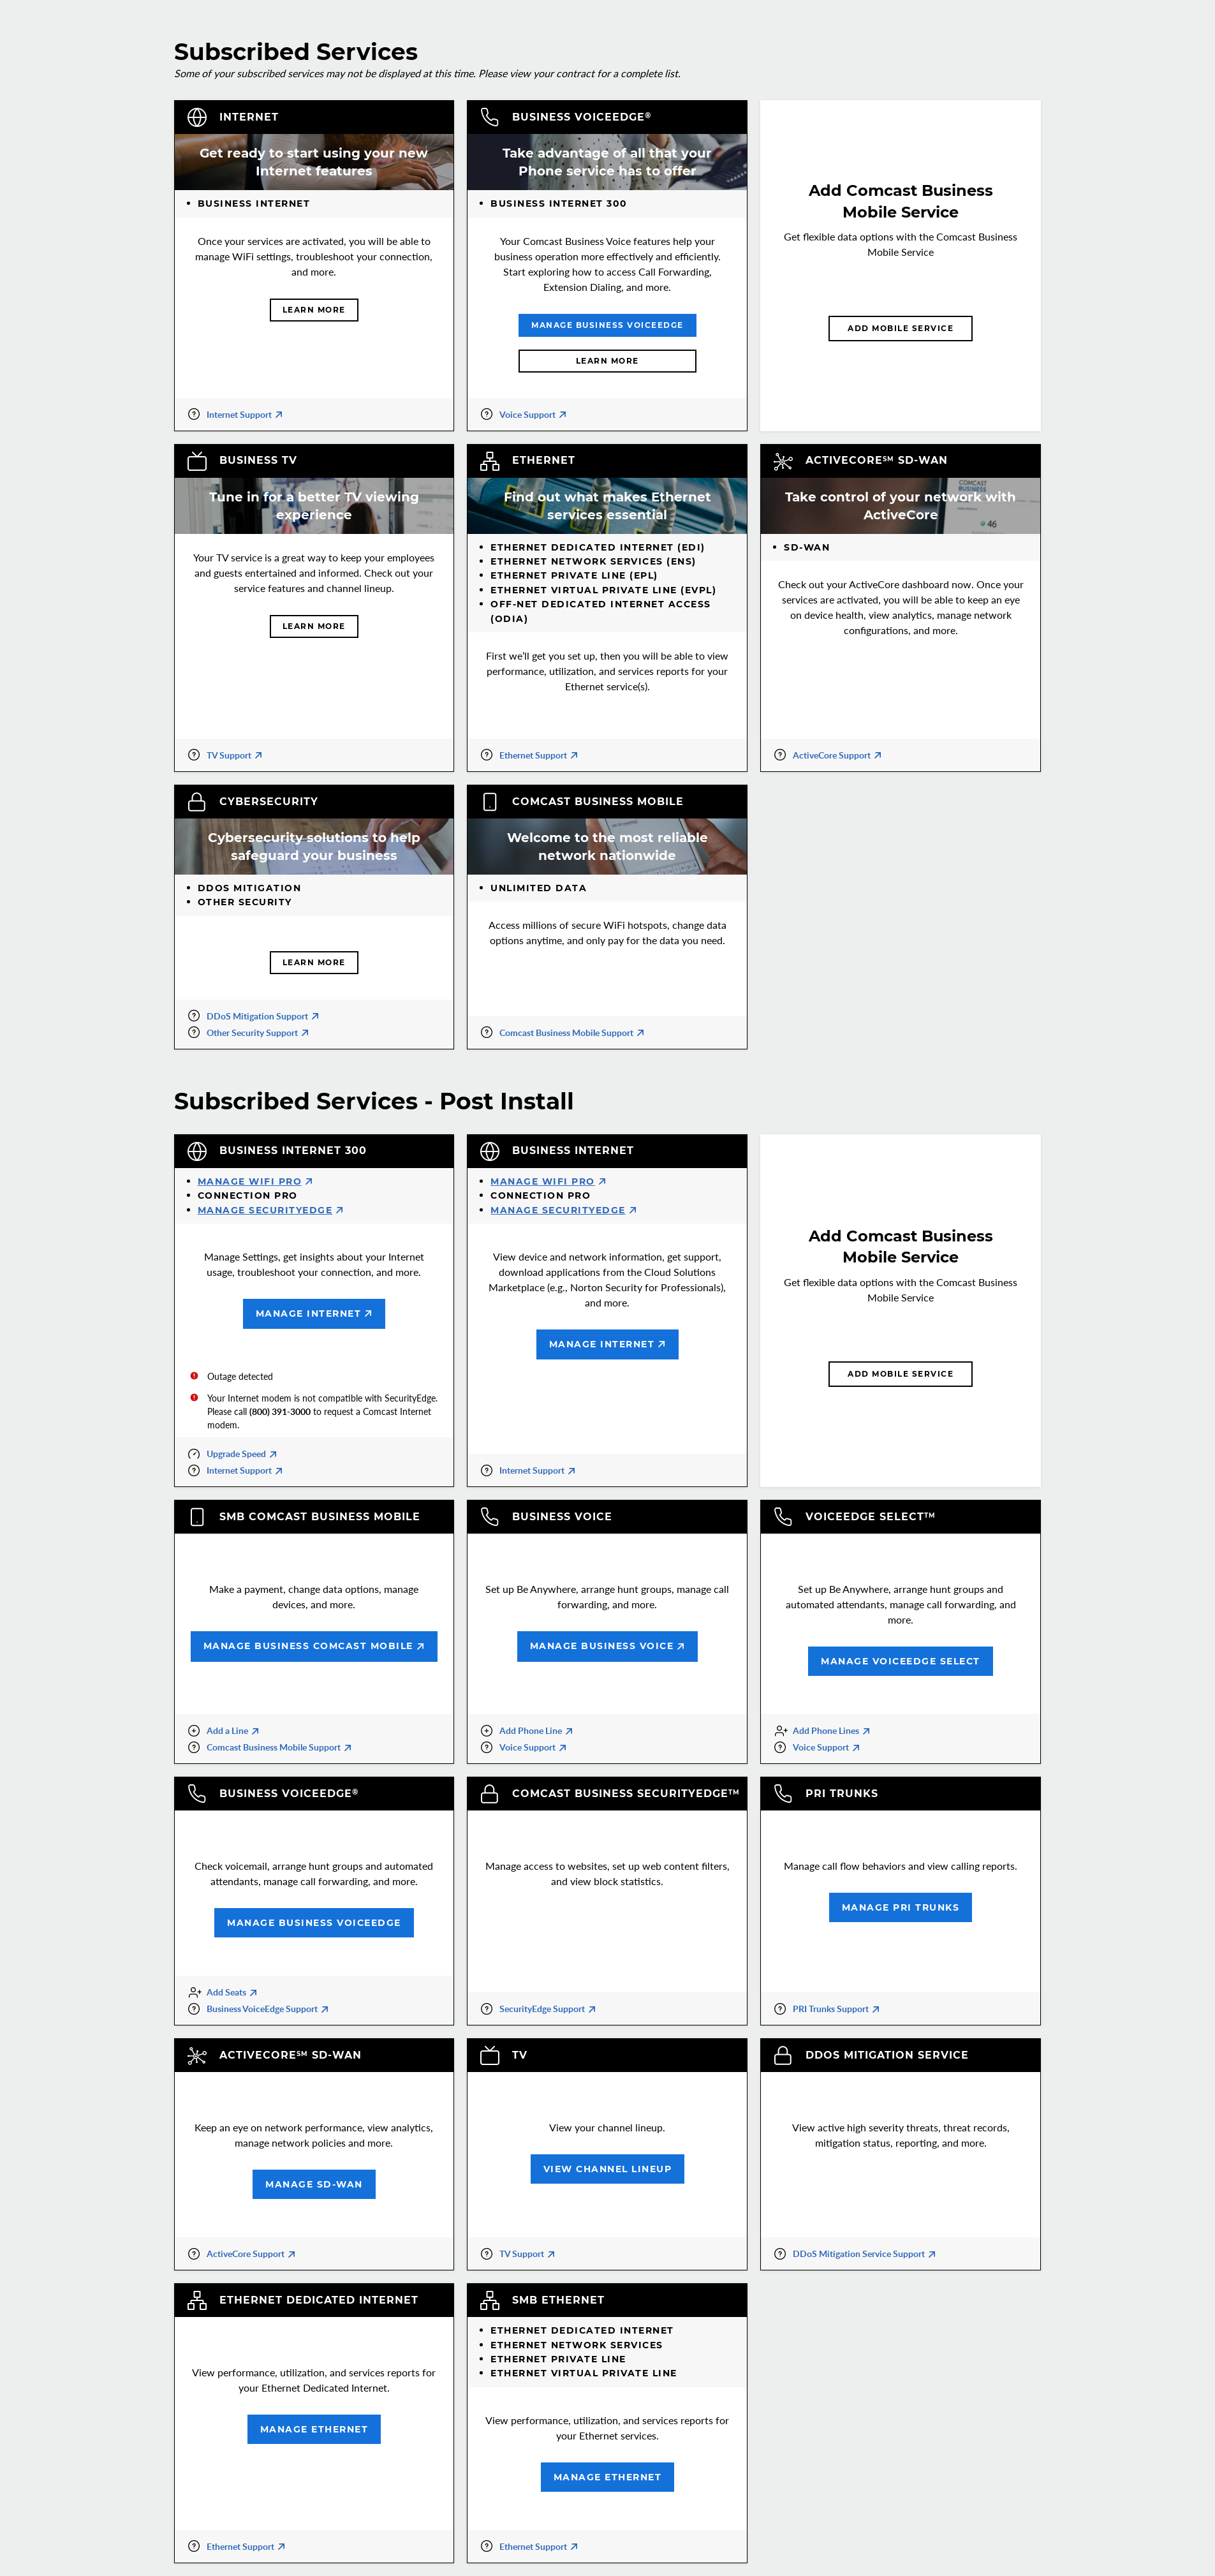 Subscribed Services
Some of your subscribed services may not be displayed at this time. Please view your contract for a complete list.
INTERNET
Get ready to start using your new
Internet features
• BUSINESS INTERNET
Once your services are activated, you will be able to
manage WiFi settings, troubleshoot your connection,
and more.
LEARN MORE
Internet Support
BUSINESS VOICEEDGE®
Take advantage of all that your
Phone service has to offer
• BUSINESS INTERNET 300
Your Comcast Business Voice features help your
business operation more effectively and efficiently.
Start exploring how to access Call Forwarding,
Extension Dialing, and more.
MANAGE BUSINESS VOICEEDGE
LEARN MORE
Voice Support
Add Comcast Business
Mobile Service
Get flexible data options with the Comcast Business
Mobile Service
ADD MOBILE SERVICE
BUSINESS TV
Tune in for a better TV viewing
experience
Your TV service is a great way to keep your employees
and guests entertained and informed. Check out your
service features and channel lineup.
LEARN MORE
TV Support
ETHERNET
Find out what makes Ethernet
services essential
• ETHERNET DEDICATED INTERNET (EDI)
• ETHERNET NETWORK SERVICES (ENS)
• ETHERNET PRIVATE LINE (EPL)
• ETHERNET VIRTUAL PRIVATE LINE (EVPL)
• OFF-NET DEDICATED INTERNET ACCESS
(ODIA)
First we'll get you set up, then you will be able to view
performance, utilization, and services reports for your
Ethernet service(s).
Ethernet Support
ACTIVECORE℠ SD-WAN
COMCAST
BUSINESS
Take control of your network with
ActiveCore
46
• SD-WAN
Check out your ActiveCore dashboard now. Once your
services are activated, you will be able to keep an eye
on device health, view analytics, manage network
configurations, and more.
ActiveCore Support
CYBERSECURITY
Cybersecurity solutions to help
safeguard your business
• DDOS MITIGATION
• OTHER SECURITY
LEARN MORE
DDoS Mitigation Support
Other Security Support
COMCAST BUSINESS MOBILE
Welcome to the most reliable
network nationwide
• UNLIMITED DATA
Access millions of secure WiFi hotspots, change data
options anytime, and only pay for the data you need.
Comcast Business Mobile Support
Subscribed Services - Post Install
BUSINESS INTERNET 300
• MANAGE WIFI PRO
• CONNECTION PRO
• MANAGE SECURITYEDGE
Manage Settings, get insights about your Internet
usage, troubleshoot your connection, and more.
MANAGE INTERNET
Outage detected
Your Internet modem is not compatible with SecurityEdge.
Please call (800) 391-3000 to request a Comcast Internet
modem.
Upgrade Speed
Internet Support
BUSINESS INTERNET
• MANAGE WIFI PRO
• CONNECTION PRO
• MANAGE SECURITYEDGE
View device and network information, get support,
download applications from the Cloud Solutions
Marketplace (e.g., Norton Security for Professionals),
and more.
MANAGE INTERNET
Internet Support
Add Comcast Business
Mobile Service
Get flexible data options with the Comcast Business
Mobile Service
ADD MOBILE SERVICE
SMB COMCAST BUSINESS MOBILE
Make a payment, change data options, manage
devices, and more.
MANAGE BUSINESS COMCAST MOBILE
Add a Line
Comcast Business Mobile Support
BUSINESS VOICE
Set up Be Anywhere, arrange hunt groups, manage call
forwarding, and more.
MANAGE BUSINESS VOICE
Add Phone Line
Voice Support
VOICEEDGE SELECT™
Set up Be Anywhere, arrange hunt groups and
automated attendants, manage call forwarding, and
more.
MANAGE VOICEEDGE SELECT
Add Phone Lines
Voice Support
BUSINESS VOICEEDGE®
Check voicemail, arrange hunt groups and automated
attendants, manage call forwarding, and more.
MANAGE BUSINESS VOICEEDGE
Add Seats
Business VoiceEdge Support
COMCAST BUSINESS SECURITYEDGE™
Manage access to websites, set up web content filters,
and view block statistics.
SecurityEdge Support
PRI TRUNKS
Manage call flow behaviors and view calling reports.
MANAGE PRI TRUNKS
PRI Trunks Support
ACTIVECORE℠ SD-WAN
Keep an eye on network performance, view analytics,
manage network policies and more.
MANAGE SD-WAN
ActiveCore Support
TV
View your channel lineup.
VIEW CHANNEL LINEUP
TV Support
DDOS MITIGATION SERVICE
View active high severity threats, threat records,
mitigation status, reporting, and more.
DDoS Mitigation Service Support
ETHERNET DEDICATED INTERNET
View performance, utilization, and services reports for
your Ethernet Dedicated Internet.
MANAGE ETHERNET
Ethernet Support
SMB ETHERNET
• ETHERNET DEDICATED INTERNET
• ETHERNET NETWORK SERVICES
• ETHERNET PRIVATE LINE
• ETHERNET VIRTUAL PRIVATE LINE
View performance, utilization, and services reports for
your Ethernet services.
MANAGE ETHERNET
Ethernet Support